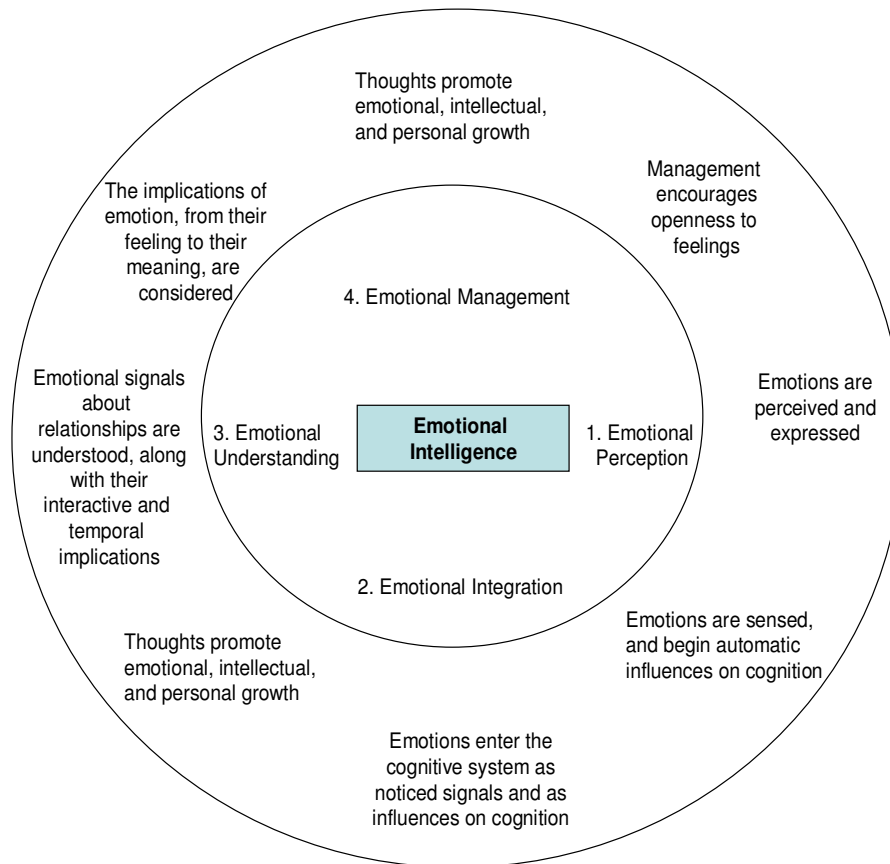 Thoughts promote
emotional, intellectual,
and personal growth
Management
encourages
openness to
feelings
The implications of
emotion, from their
feeling to their
meaning, are
considered
4. Emotional Management
Emotional signals
about
relationships are
understood, along
with their
interactive and
temporal
implications
3. Emotional
Understanding
Emotional
Intelligence
1. Emotional
Perception
Emotions are
perceived and
expressed
2. Emotional Integration
Emotions are sensed,
and begin automatic
influences on cognition
Thoughts promote
emotional, intellectual,
and personal growth
Emotions enter the
cognitive system as
noticed signals and as
influences on cognition